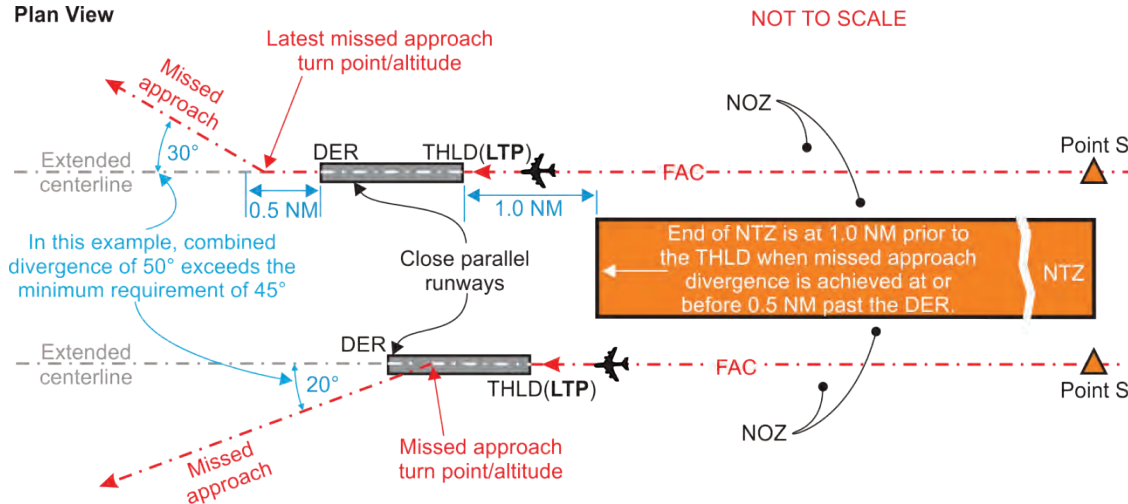 Plan View
NOT TO SCALE
Latest missed approach
turn point/altitude
Missed
approach
NOZ
Point S
30°
DER
THLD(LTP)
Extended
centerline
FAC
0.5 NM
1.0 NM
In this example, combined
divergence of 50° exceeds the
minimum requirement of 45°
Close parallel
runways
End of NTZ is at 1.0 NM prior to
the THLD when missed approach
divergence is achieved at or
before 0.5 NM past the DER.
NTZ
Extended
centerline
DER
20°
THLD(LTP)
FAC
Point S
NOZ
Missed
approach
Missed approach
turn point/altitude